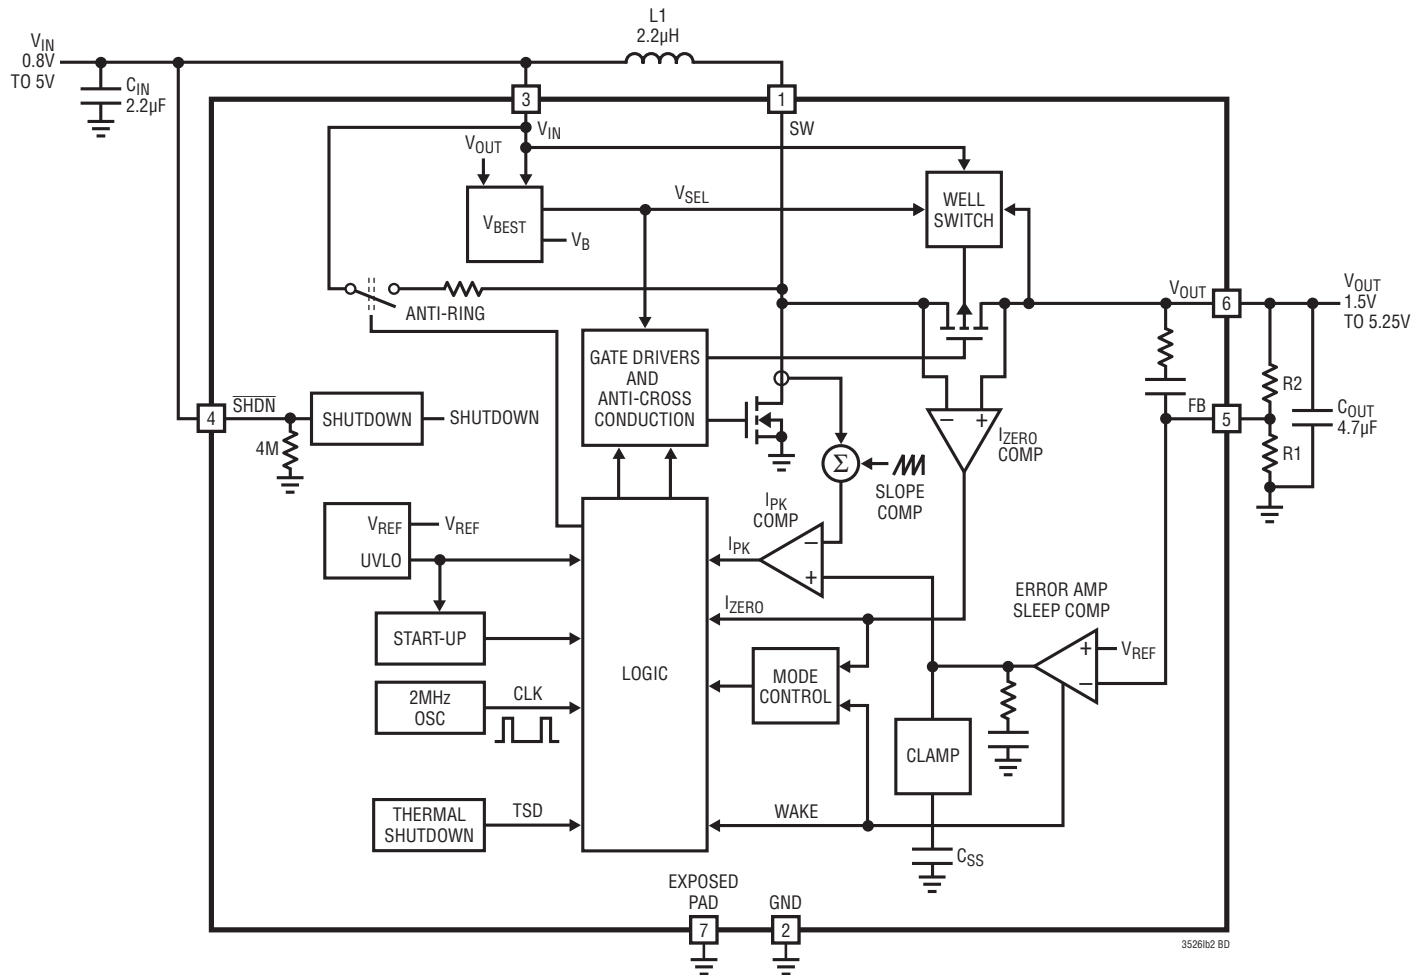 L1
2.2µH
VIN
0.8V
TO 5V
CIN
2.2µF
3
1
VIN
SW
VOUT
VBEST
VSEL
VB
WELL
SWITCH
ANTI-RING
VOUT
6
VOUT
1.5V
TO 5.25V
GATE DRIVERS
AND
ANTI-CROSS
CONDUCTION
4
SHDN
SHUTDOWN
SHUTDOWN
4M
– +
IZERO
COMP
FB
5
R2
R1
COUT
4.7µF
Σ
SLOPE
COMP
IPK
COMP
–
+
IPK
VREF
VREF
UVLO
IZERO
ERROR AMP
SLEEP COMP
+
–
VREF
START-UP
LOGIC
MODE
CONTROL
2MHz
OSC
CLK
CLAMP
THERMAL
SHUTDOWN
TSD
WAKE
CSS
EXPOSED
PAD
GND
7
2
3526lb2 BD